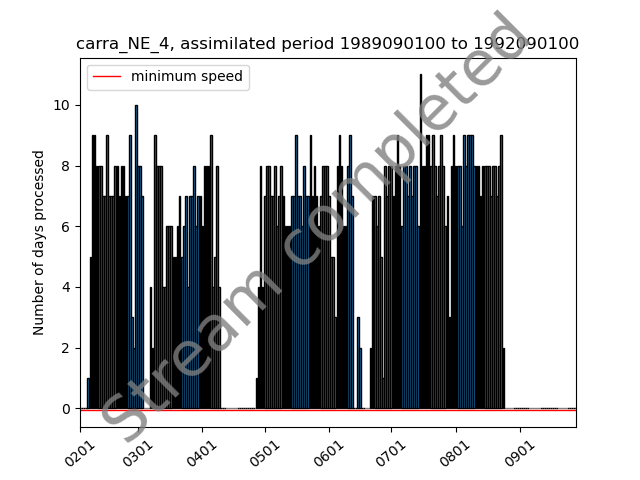 carra_NE_4, assimilated period 1989090100 to 1992090100
minimum speed
Number of days processed
10
8
6
4
2
0
0201 0301 0401 0501 0601 0701 0801 0901
Stream completed